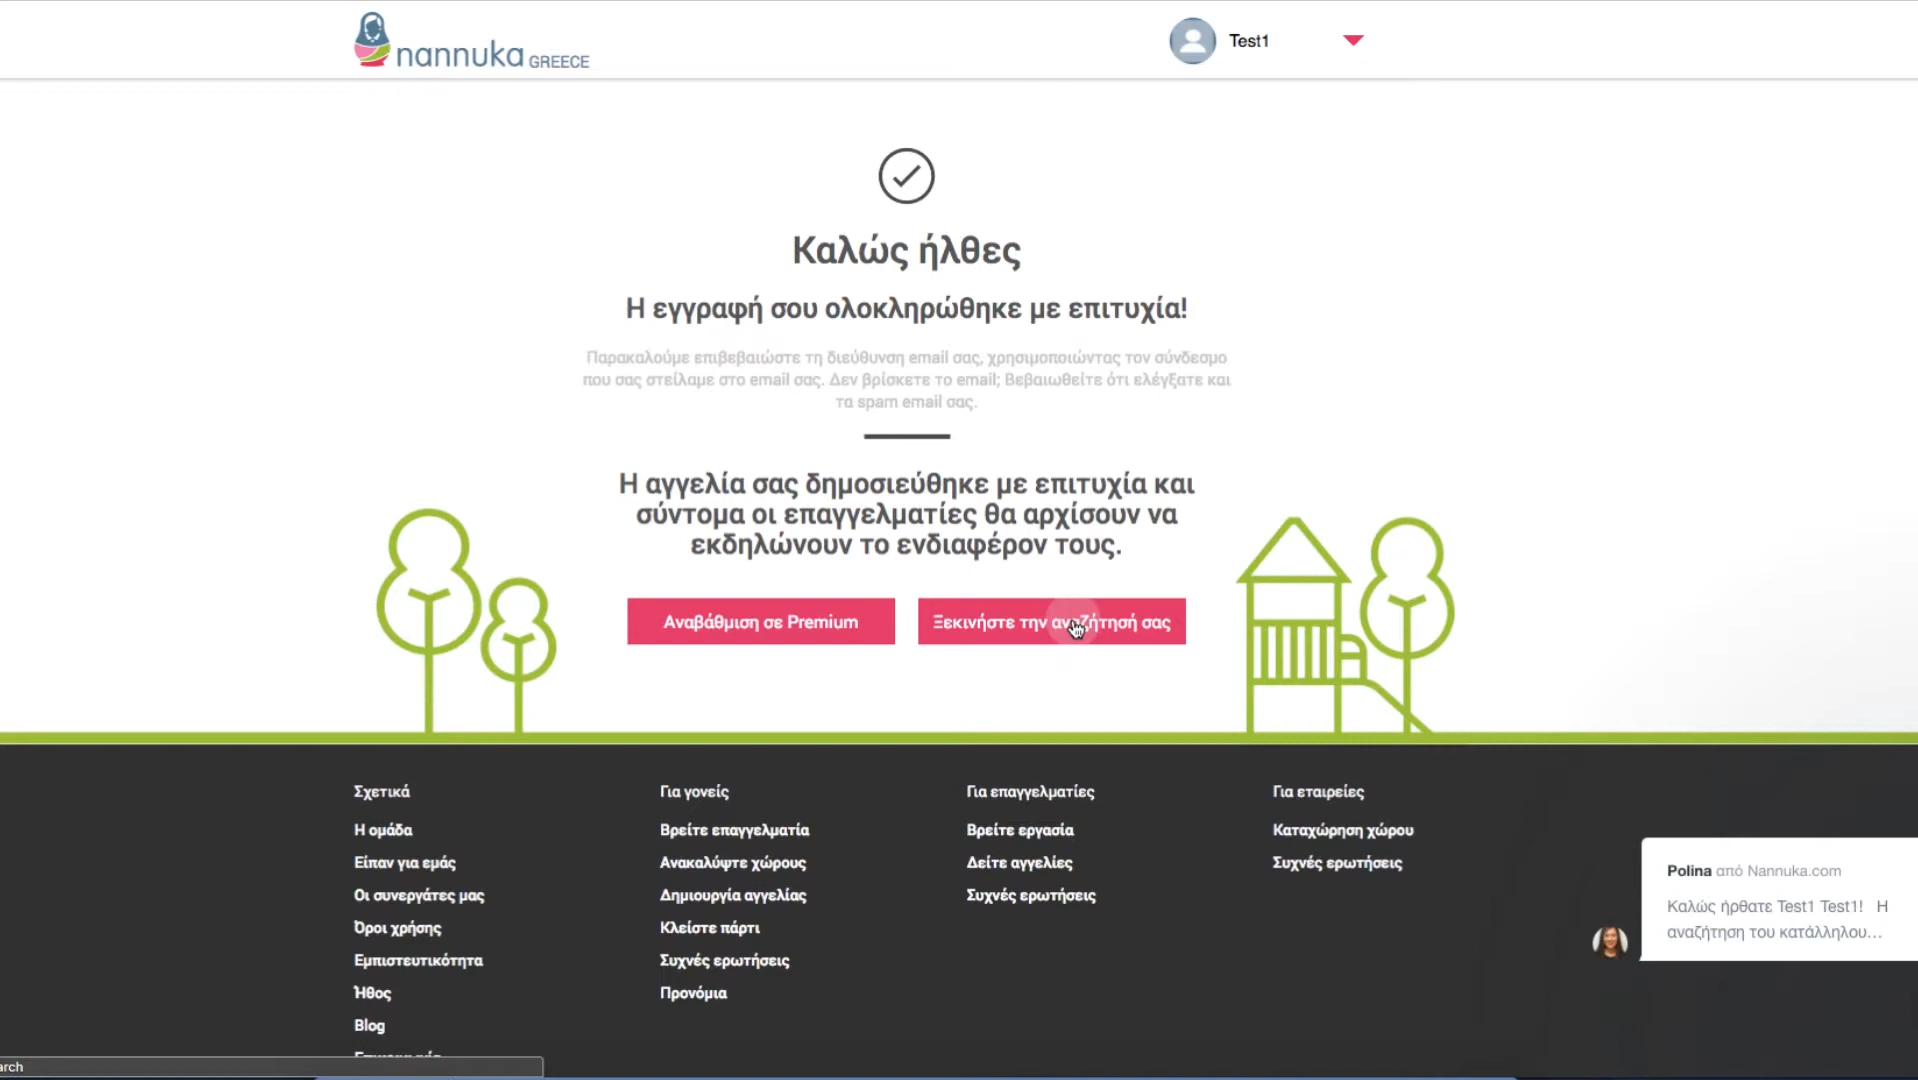 nannuka GREECE
Test1
Καλώς ήλθες
Η εγγραφή σου ολοκληρώθηκε με επιτυχία!
Παρακαλούμε επιβεβαιώστε τη διεύθυνση email σας, χρησιμοποιώντας τον σύνδεσμο
που σας στείλαμε στο email σας. Δεν βρίσκετε το email; Βεβαιωθείτε ότι ελέγξατε και
τα spam email σας.
Η αγγελία σας δημοσιεύθηκε με επιτυχία και
σύντομα οι επαγγελματίες θα αρχίσουν να
εκδηλώνουν το ενδιαφέρον τους.
Αναβάθμιση σε Premium
Ξεκινήστε την αναζήτησή σας
Σχετικά
Η ομάδα
Είπαν για εμάς
Οι συνεργάτες μας
Όροι χρήσης
Εμπιστευτικότητα
Ήθος
Blog
Για γονείς
Βρείτε επαγγελματία
Ανακαλύψτε χώρους
Δημιουργία αγγελίας
Κλείστε πάρτι
Συχνές ερωτήσεις
Προνόμια
Για επαγγελματίες
Βρείτε εργασία
Δείτε αγγελίες
Συχνές ερωτήσεις
Για εταιρείες
Καταχώρηση χώρου
Συχνές ερωτήσεις
Polina από Nannuka.com
Καλώς ήρθατε Test1 Test1! Η
αναζήτηση του κατάλληλου...
arch